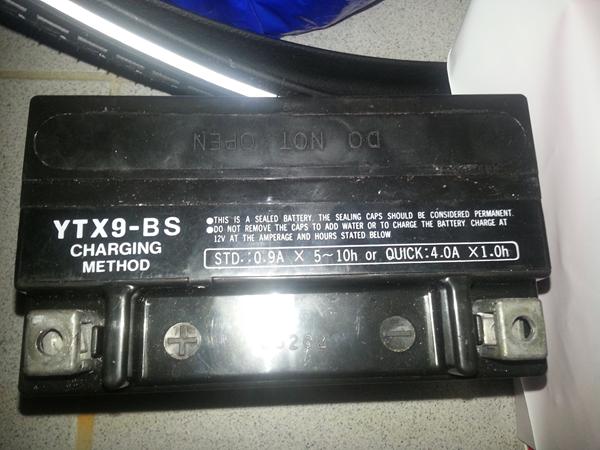 DO NOT OPEN
YTX9-BS
CHARGING
METHOD
●THIS IS A SEALED BATTERY. THE SEALING CAPS SHOULD BE CONSIDERED PERMANENT.
●DO NOT REMOVE THE CAPS TO ADD WATER OR TO CHARGE THE BATTERY CHARGE AT
12V AT THE AMPERAGE AND HOURS STATED BELOW
STD.:0.9A × 5~10h or QUICK:4.0A ×1.0h
+ −